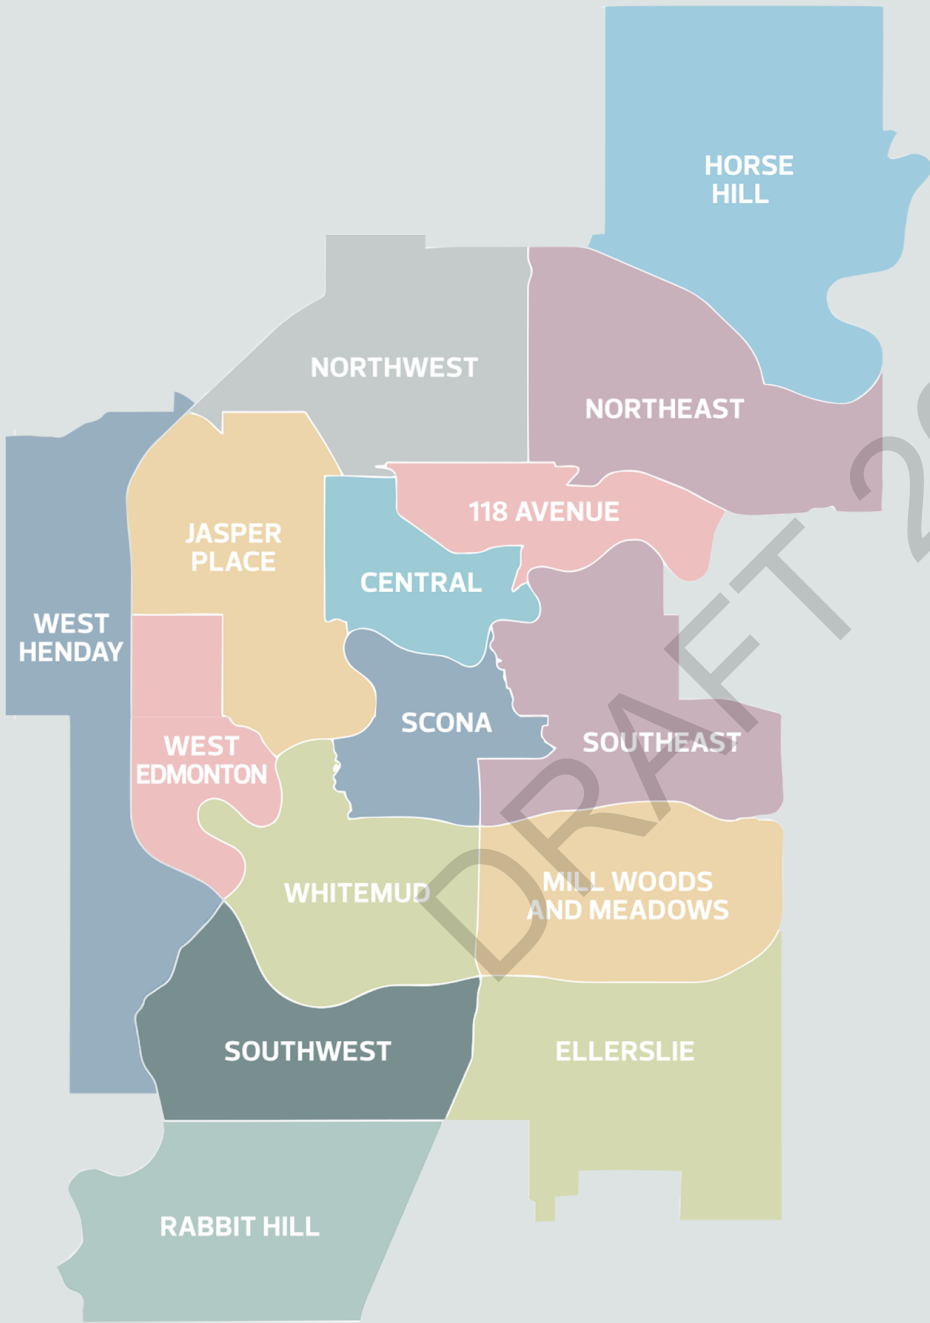 HORSE
HILL
NORTHWEST
NORTHEAST
118 AVENUE
JASPER
PLACE
CENTRAL
WEST
HENDAY
SCONA
SOUTHEAST
WEST
EDMONTON
WHITEMUD
MILL WOODS
AND MEADOWS
SOUTHWEST
ELLERSLIE
RABBIT HILL
DRAFT